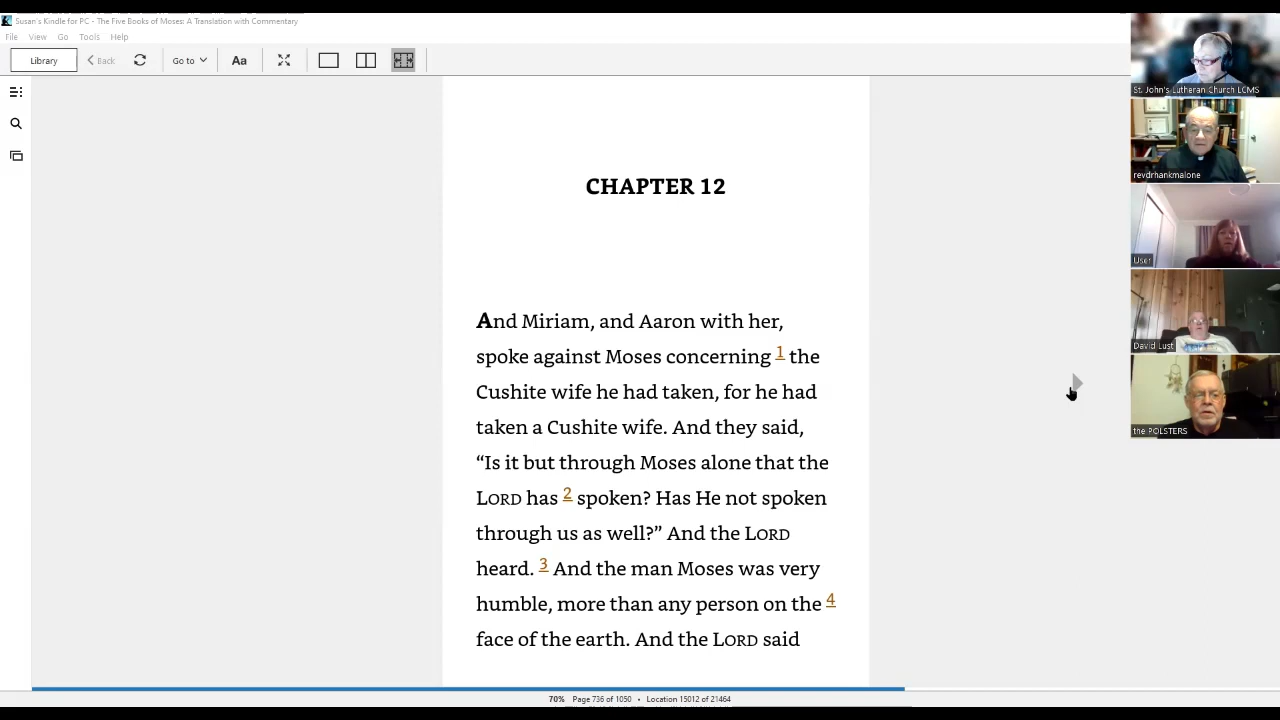 Susan's Kindle for PC - The Five Books of Moses: A Translation with Commentary
File View Go Tools Help
Library Back Go to Aa
CHAPTER 12
And Miriam, and Aaron with her,
spoke against Moses concerning 1 the
Cushite wife he had taken, for he had
taken a Cushite wife. And they said,
“Is it but through Moses alone that the
LORD has 2 spoken? Has He not spoken
through us as well?” And the LORD
heard. 3 And the man Moses was very
humble, more than any person on the 4
face of the earth. And the LORD said
70% Page 736 of 1050 • Location 15012 of 21464
St. John's Lutheran Church LCMS
revdrhankmalone
User
David Lust
the POLSTERS